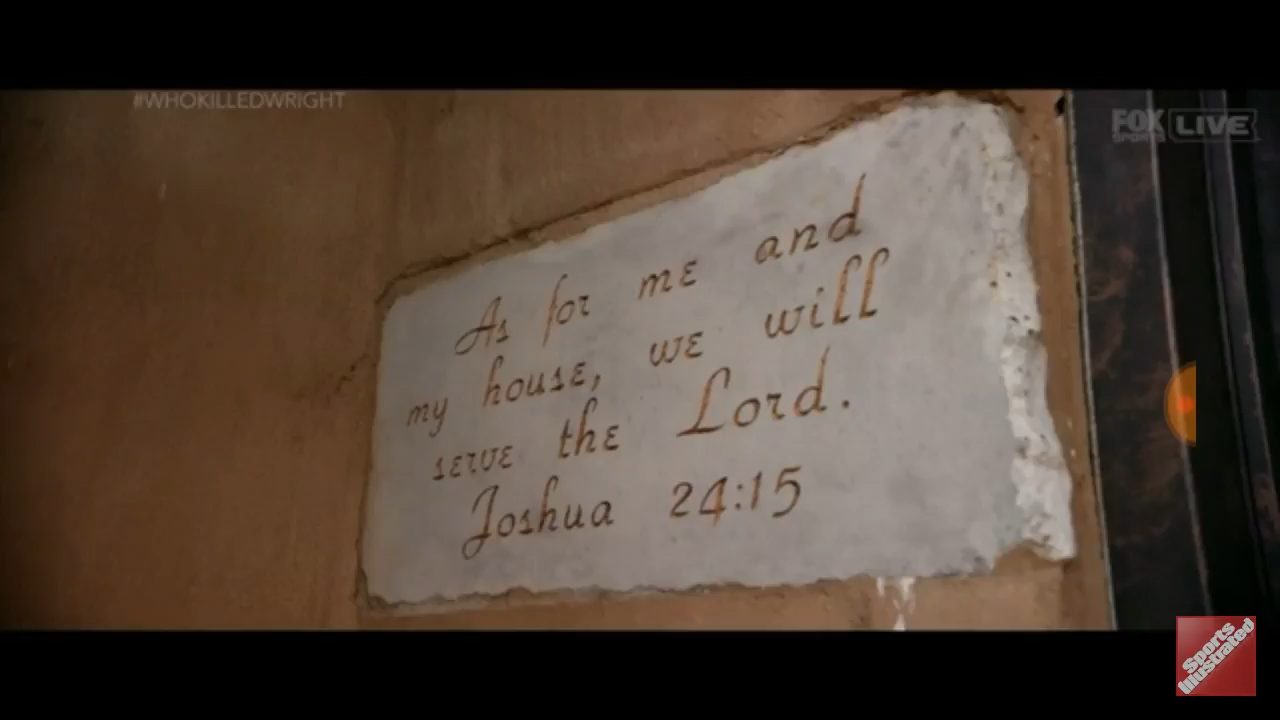 #WHOKILLEDWRIGHT
FOX SPORTS LIVE
As for me and
my house, we will
serve the Lord.
Joshua 24:15
Sports
Illustrated